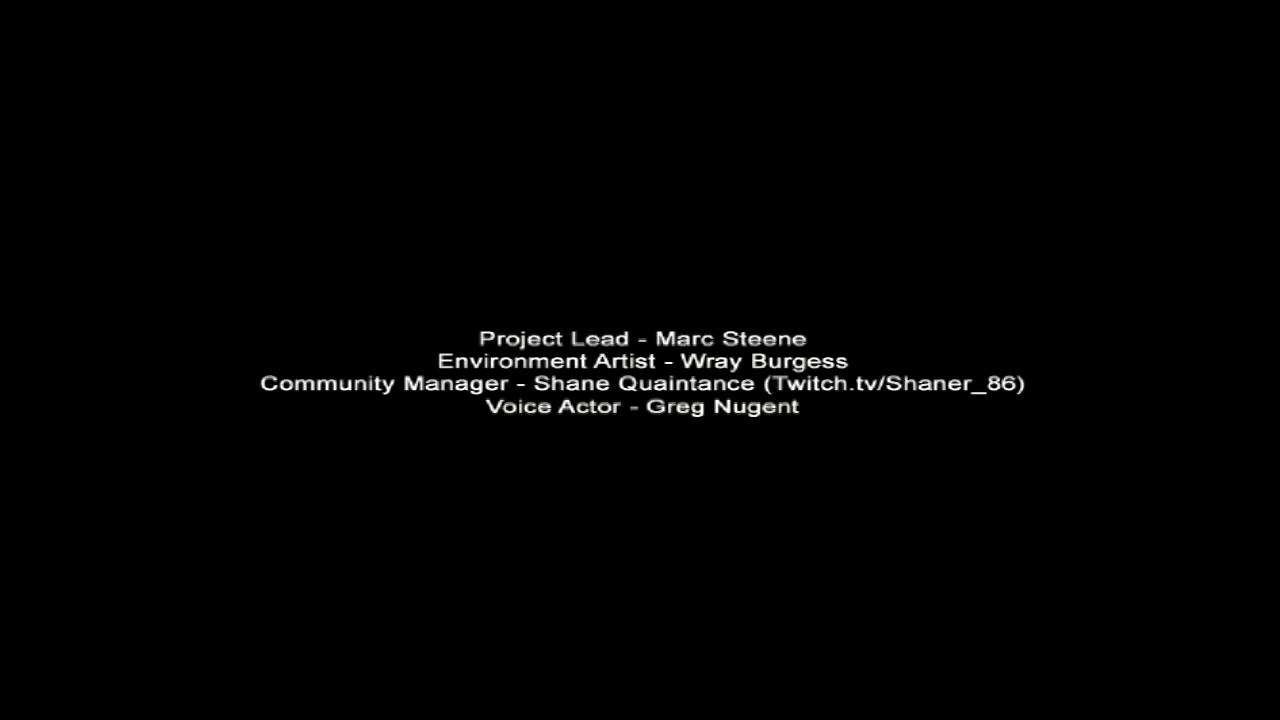 Project Lead - Marc Steene
Environment Artist - Wray Burgess
Community Manager - Shane Quaintance (Twitch.tv/Shaner_86)
Voice Actor - Greg Nugent